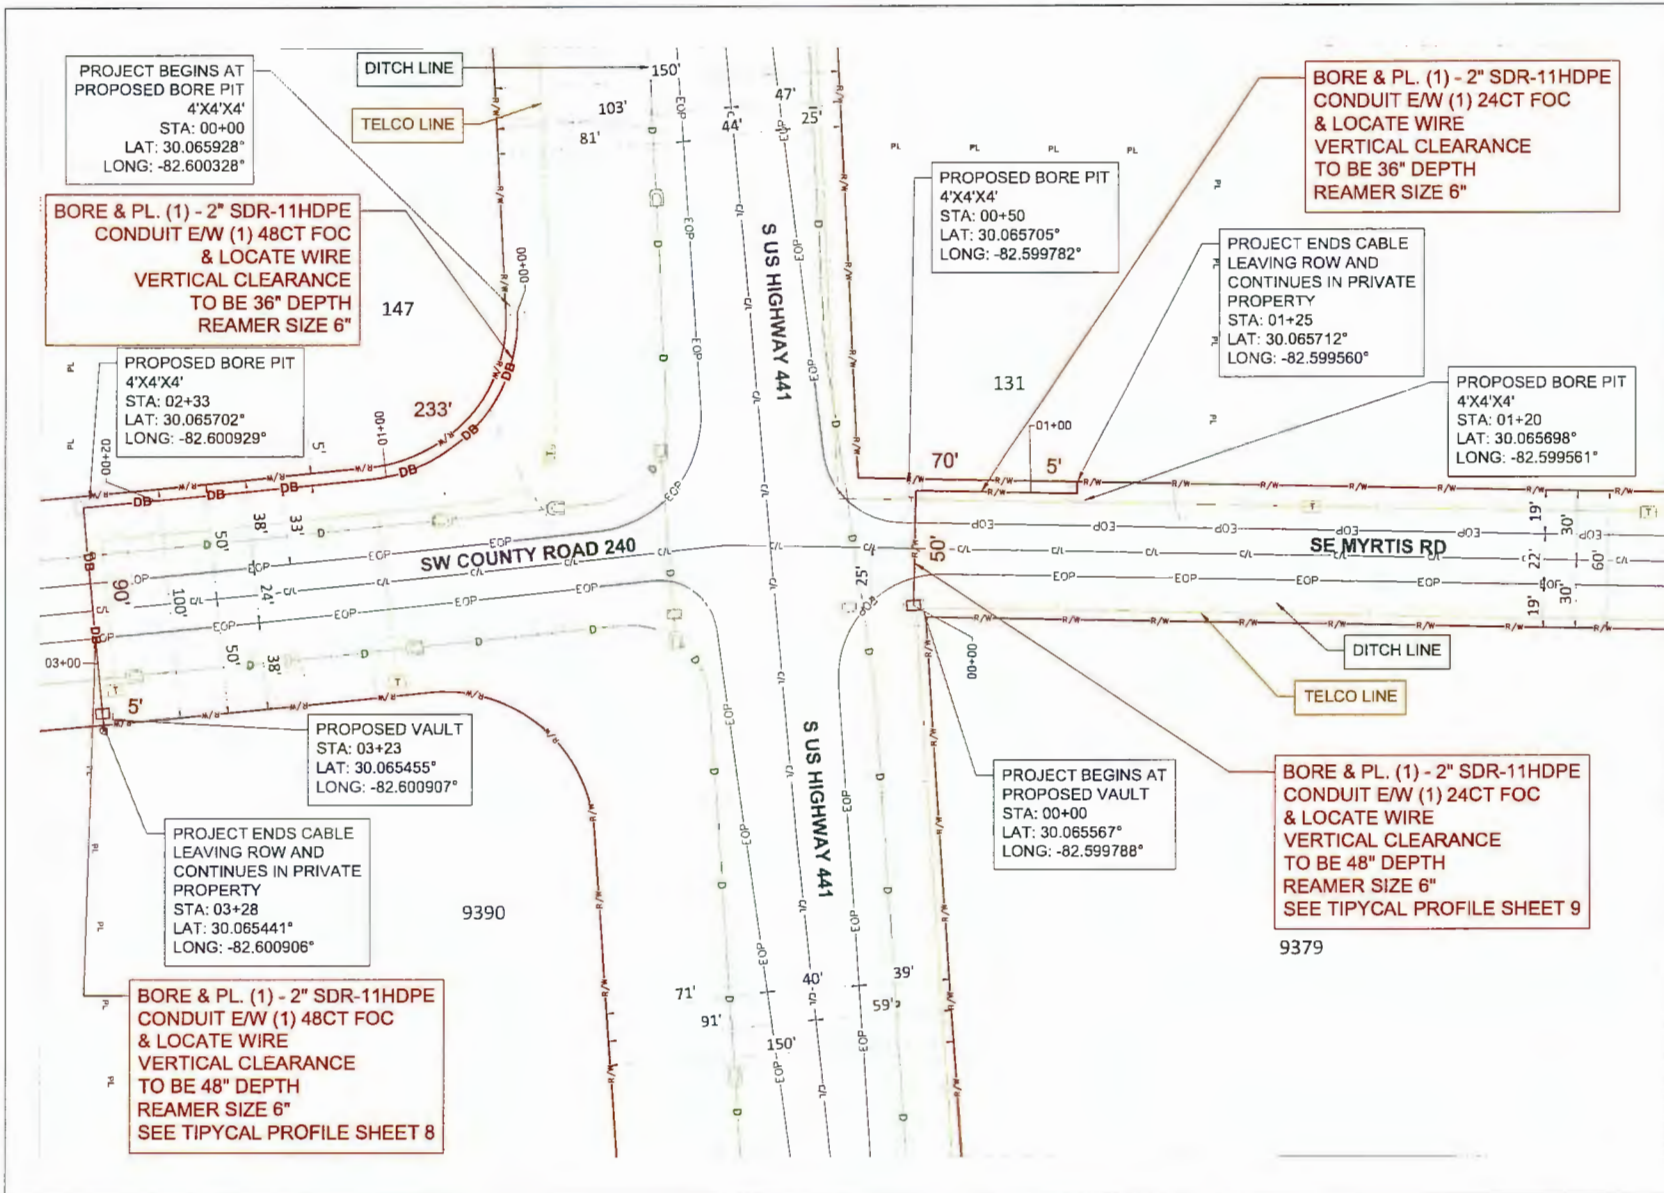 PROJECT BEGINS AT
PROPOSED BORE PIT
4'X4'X4'
STA: 00+00
LAT: 30.065928°
LONG: -82.600328°
DITCH LINE
TELCO LINE
150'
103'
81'
44'
47'
25'
BORE & PL. (1) - 2" SDR-11HDPE
CONDUIT E/W (1) 24CT FOC
& LOCATE WIRE
VERTICAL CLEARANCE
TO BE 36" DEPTH
REAMER SIZE 6"
PROPOSED BORE PIT
4'X4'X4'
STA: 00+50
LAT: 30.065705°
LONG: -82.599782°
BORE & PL. (1) - 2" SDR-11HDPE
CONDUIT E/W (1) 48CT FOC
& LOCATE WIRE
VERTICAL CLEARANCE
TO BE 36" DEPTH
REAMER SIZE 6"
147
00+00
S US HIGHWAY 441
PROJECT ENDS CABLE
LEAVING ROW AND
CONTINUES IN PRIVATE
PROPERTY
STA: 01+25
LAT: 30.065712°
LONG: -82.599560°
PROPOSED BORE PIT
4'X4'X4'
STA: 02+33
LAT: 30.065702°
LONG: -82.600929°
131
PROPOSED BORE PIT
4'X4'X4'
STA: 01+20
LAT: 30.065698°
LONG: -82.599561°
233'
01+00
02+00
5'
01+00
70'
5'
50'
38'
33'
SW COUNTY ROAD 240
SE MYRTIS RD
19'
30'
22'
60'
19'
30'
50'
25'
90'
100'
24'
50'
38'
03+00
5'
00+00
DITCH LINE
TELCO LINE
PROPOSED VAULT
STA: 03+23
LAT: 30.065455°
LONG: -82.600907°
S US HIGHWAY 441
PROJECT BEGINS AT
PROPOSED VAULT
STA: 00+00
LAT: 30.065567°
LONG: -82.599788°
BORE & PL. (1) - 2" SDR-11HDPE
CONDUIT E/W (1) 24CT FOC
& LOCATE WIRE
VERTICAL CLEARANCE
TO BE 48" DEPTH
REAMER SIZE 6"
SEE TIPYCAL PROFILE SHEET 9
PROJECT ENDS CABLE
LEAVING ROW AND
CONTINUES IN PRIVATE
PROPERTY
STA: 03+28
LAT: 30.065441°
LONG: -82.600906°
9390
9379
BORE & PL. (1) - 2" SDR-11HDPE
CONDUIT E/W (1) 48CT FOC
& LOCATE WIRE
VERTICAL CLEARANCE
TO BE 48" DEPTH
REAMER SIZE 6"
SEE TIPYCAL PROFILE SHEET 8
71'
91'
40'
39'
59'
150'